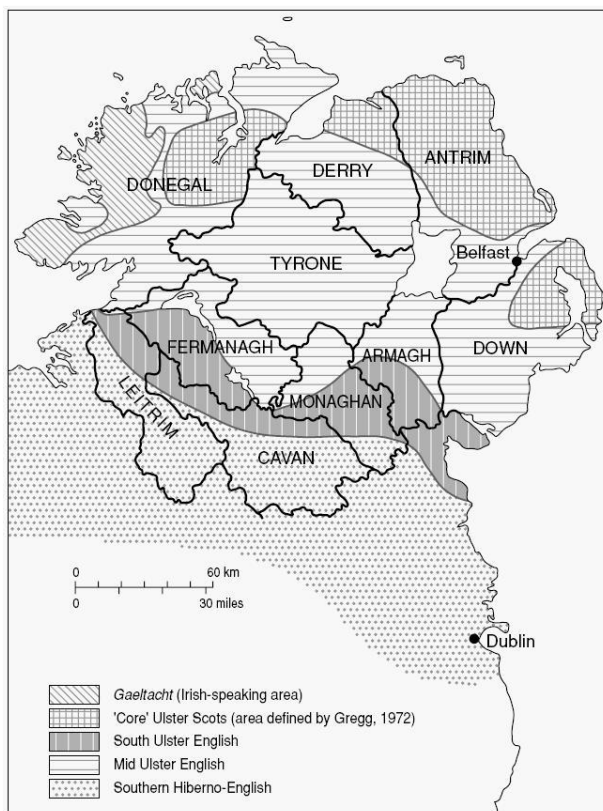 DONEGAL
DERRY
ANTRIM
TYRONE
Belfast
FERMANAGH
ARMAGH
DOWN
LEITRIM
MONAGHAN
CAVAN
0 60 km
0 30 miles
Dublin
Gaeltacht (Irish-speaking area)
'Core' Ulster Scots (area defined by Gregg, 1972)
South Ulster English
Mid Ulster English
Southern Hiberno-English